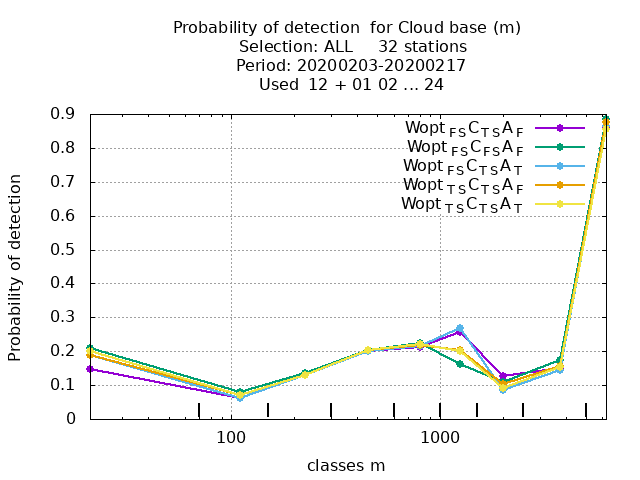 Probability of detection for Cloud base (m)
Selection: ALL 32 stations
Period: 20200203-20200217
Used 12 + 01 02 ... 24
Probability of detection
0.9
0.8
0.7
0.6
0.5
0.4
0.3
0.2
0.1
0
Wopt FS C TS A F
Wopt FS C FS A F
Wopt FS C TS A T
Wopt TS C TS A F
Wopt TS C TS A T
100
1000
classes m